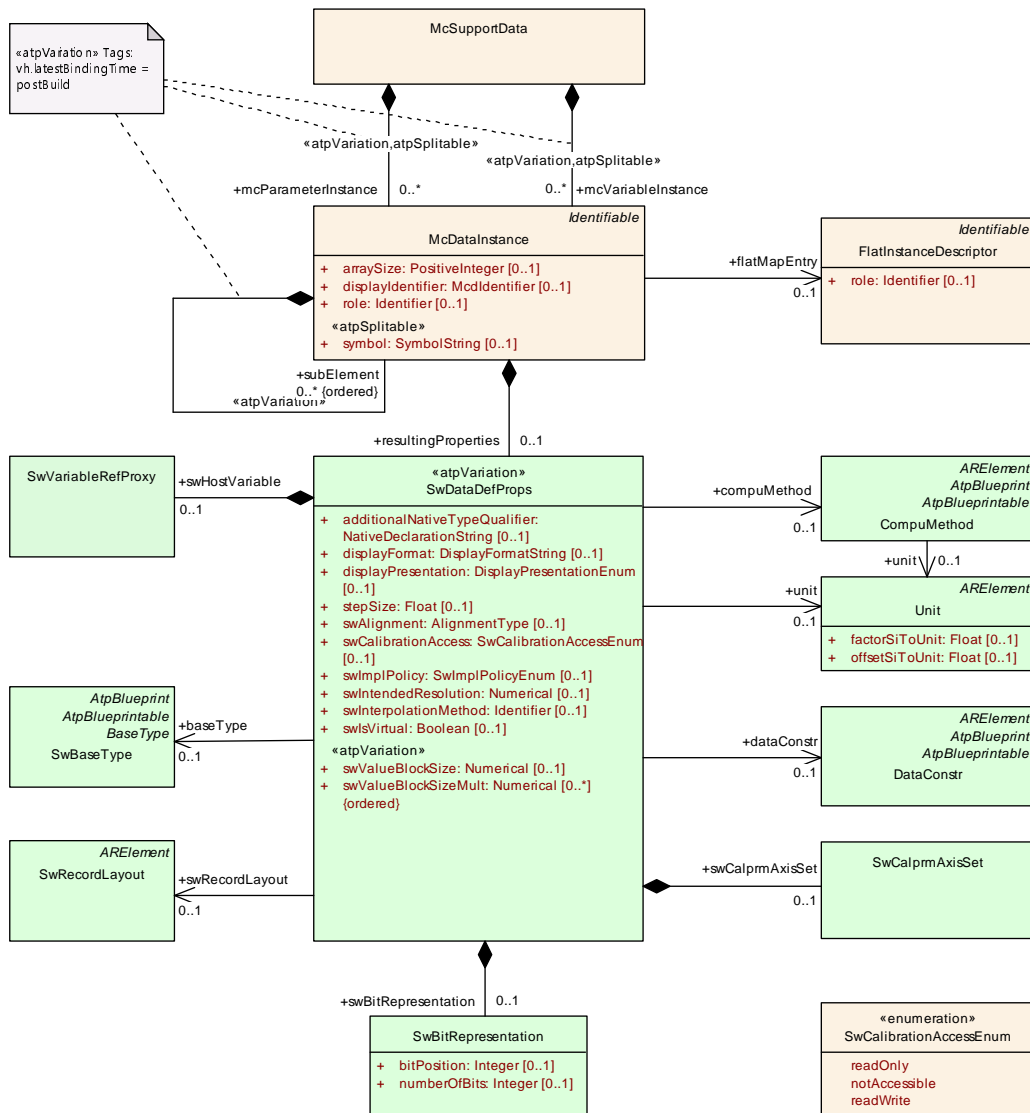 McSupportData
«atpVariation» Tags:
vh.latestBindingTime =
postBuild
«atpVariation,atpSplitable»
«atpVariation,atpSplitable»
+mcParameterInstance
0..*
0..*
+mcVariableInstance
Identifiable
McDataInstance
+ arraySize: PositiveInteger [0..1]
+ displayIdentifier: McdIdentifier [0..1]
+ role: Identifier [0..1]
«atpSplitable»
+ symbol: SymbolString [0..1]
+flatMapEntry
0..1
Identifiable
FlatInstanceDescriptor
+ role: Identifier [0..1]
+subElement
0..* {ordered}
«atpVariation»
+resultingProperties
0..1
SwVariableRefProxy
+swHostVariable
0..1
«atpVariation»
SwDataDefProps
+ additionalNativeTypeQualifier:
NativeDeclarationString [0..1]
+ displayFormat: DisplayFormatString [0..1]
+ displayPresentation: DisplayPresentationEnum
[0..1]
+ stepSize: Float [0..1]
+ swAlignment: AlignmentType [0..1]
+ swCalibrationAccess: SwCalibrationAccessEnum
[0..1]
+ swImplPolicy: SwImplPolicyEnum [0..1]
+ swIntendedResolution: Numerical [0..1]
+ swInterpolationMethod: Identifier [0..1]
+ swIsVirtual: Boolean [0..1]
«atpVariation»
+ swValueBlockSize: Numerical [0..1]
+ swValueBlockSizeMult: Numerical [0..*]
{ordered}
+compuMethod
0..1
ARElement
AtpBlueprint
AtpBlueprintable
CompuMethod
+unit
0..1
+unit
0..1
ARElement
Unit
+ factorSiToUnit: Float [0..1]
+ offsetSiToUnit: Float [0..1]
AtpBlueprint
AtpBlueprintable
BaseType
SwBaseType
+baseType
0..1
+dataConstr
0..1
ARElement
AtpBlueprint
AtpBlueprintable
DataConstr
ARElement
SwRecordLayout
+swRecordLayout
0..1
+swCalprmAxisSet
0..1
SwCalprmAxisSet
+swBitRepresentation
0..1
SwBitRepresentation
+ bitPosition: Integer [0..1]
+ numberOfBits: Integer [0..1]
«enumeration»
SwCalibrationAccessEnum
readOnly
notAccessible
readWrite